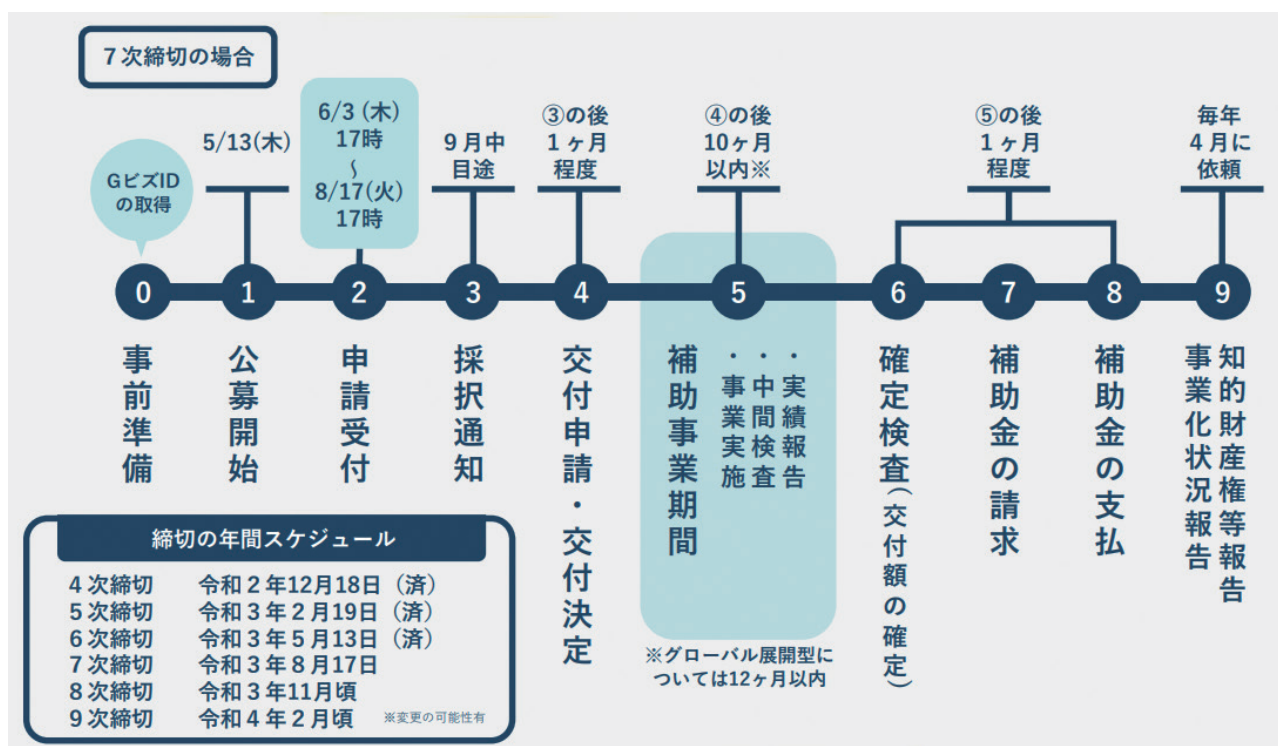 7次締切の場合
GビズID
の取得
5/13(木)
6/3 (木)
17時
〜
8/17(火)
17時
9月中
目途
③の後
1ヶ月
程度
④の後
10ヶ月
以内※
⑤の後
1ヶ月
程度
毎年
4月に
依頼
0
1
2
3
4
5
6
7
8
9
事前準備
公募開始
申請受付
採択通知
交付申請・交付決定
補助事業期間
・実績報告
・中間検査
・事業実施
確定検査(交付額の確定)
補助金の請求
補助金の支払
知的財産権等報告
事業化状況報告
※グローバル展開型に
ついては12ヶ月以内
締切の年間スケジュール
4次締切 令和2年12月18日(済)
5次締切 令和3年2月19日(済)
6次締切 令和3年5月13日(済)
7次締切 令和3年8月17日
8次締切 令和3年11月頃
9次締切 令和4年2月頃 ※変更の可能性有